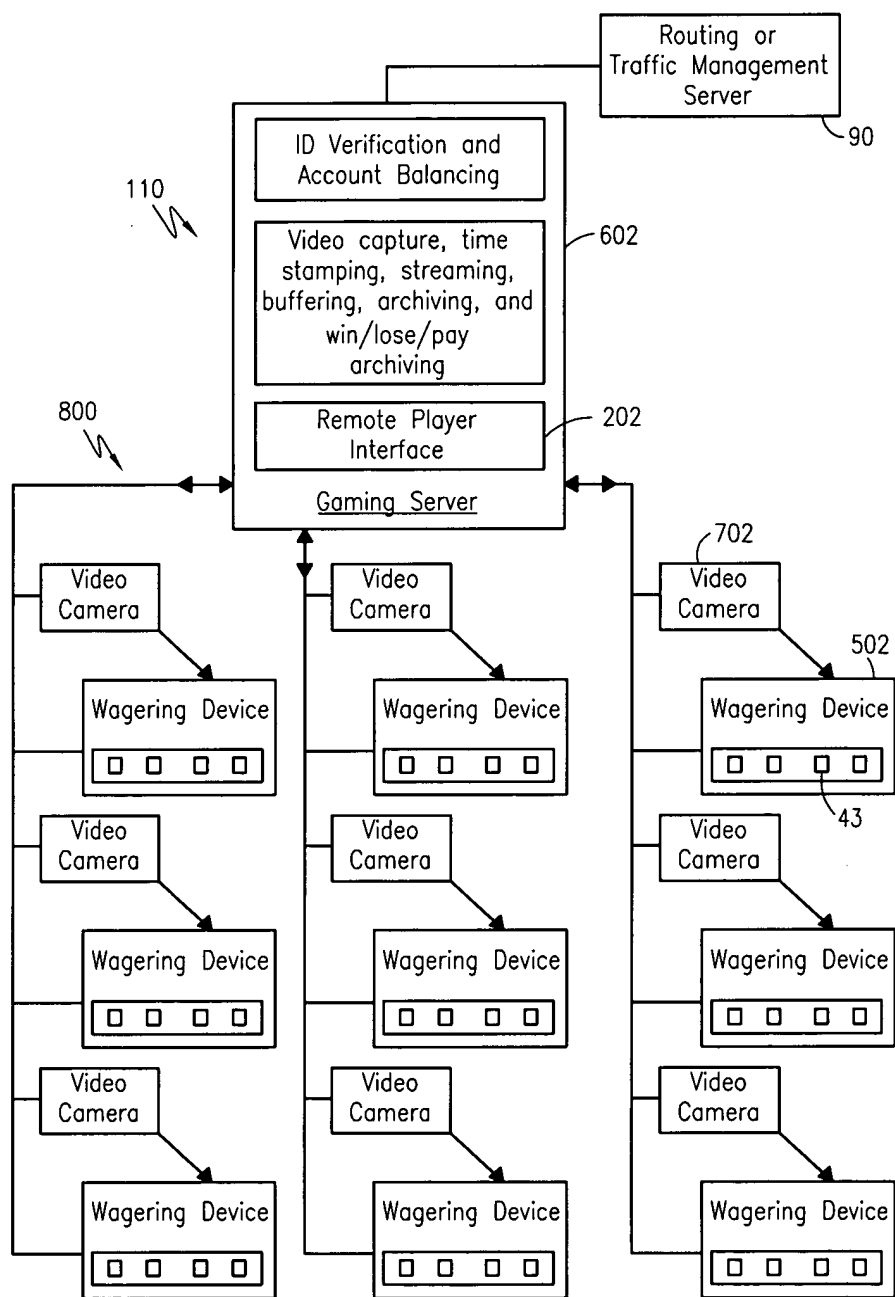 Routing or
Traffic Management
Server
90
ID Verification and
Account Balancing
110
602
Video capture, time
stamping, streaming,
buffering, archiving, and
win/lose/pay
archiving
800
Remote Player
Interface
202
Gaming Server
702
Video
Camera
Video
Camera
Video
Camera
502
Wagering Device
Wagering Device
Wagering Device
43
Video
Camera
Video
Camera
Video
Camera
Wagering Device
Wagering Device
Wagering Device
Video
Camera
Video
Camera
Video
Camera
Wagering Device
Wagering Device
Wagering Device